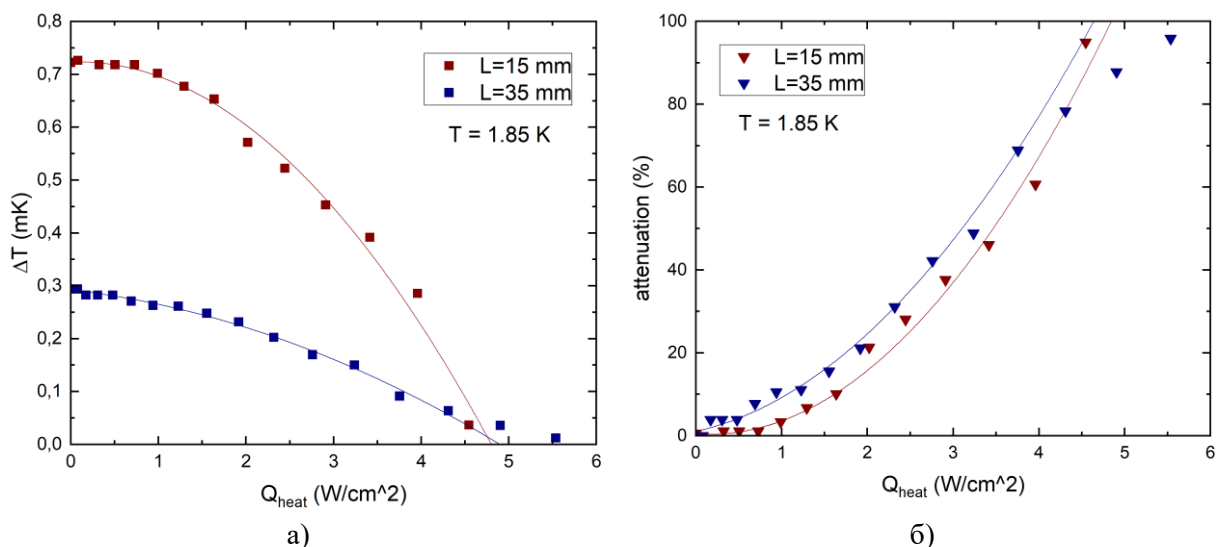 0,8
0,7
0,6
0,5
0,4
0,3
0,2
0,1
0,0
ΔT (mK)
L=15 mm
L=35 mm
T = 1.85 K
0 1 2 3 4 5 6
Q heat (W/cm^2)
а)
100
80
60
40
20
0
attenuation (%)
L=15 mm
L=35 mm
T = 1.85 K
0 1 2 3 4 5 6
Q heat (W/cm^2)
б)